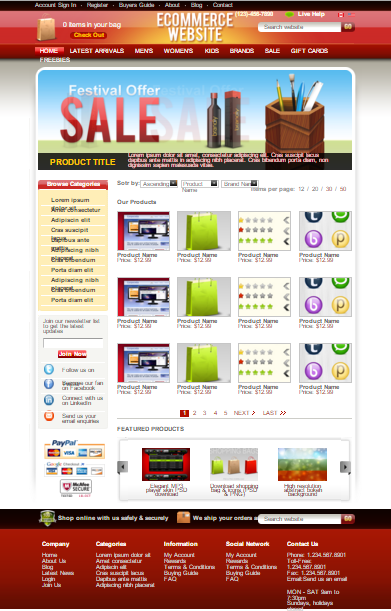 Account Sign In · Register · Buyers Guide · About · Blog · Contact
0 items in your bag
Check Out
ECOMMERCE
WEBSITE
(123)-456-7890
Live Help
Search website
GO
HOME LATEST ARRIVALS MEN'S WOMEN'S KIDS BRANDS SALE GIFT CARDS
FREEBIES
Festival Offer
SALE
PRODUCT TITLE
Lorem ipsum dolor sit amet, consectetur adipiscing elit. Cras suscipit lacus
dapibus ante mattis in adipiscing nibh placerat. Cras bibendum porta diam, non
dignissim sapien malesuada vitae.
Browse Categories
Lorem ipsum
dolor sit
Amet consectetur
Adipiscin elit
Cras suscipit
lacus
Dapibus ante
mattis
Adipiscing nibh
placerat
Cras bibendum
Porta diam elit
Adipiscing nibh
placerat
Cras bibendum
Porta diam elit
Join our newsletter list
to get the latest
updates
Join Now
Follow us on
Twitter
Become our fan
on Facebook
Connect with us
on LinkedIn
Send us your
email enquiries
PayPal
Google Checkout
McAfee
SECURE
Sotr by: Ascending Product
Name Brand Name
Items per page: 12 / 20 / 30 / 50
Our Products
Product Name Product Name Product Name Product Name
Price: $12.99 Price: $12.99 Price: $12.99 Price: $12.99
Product Name Product Name Product Name Product Name
Price: $12.99 Price: $12.99 Price: $12.99 Price: $12.99
Product Name Product Name Product Name Product Name
Price: $12.99 Price: $12.99 Price: $12.99 Price: $12.99
1 2 3 4 5 NEXT > LAST >>
FEATURED PRODUCTS
Elegant MP3
player skin (PSD
download
Download shopping
bag & icons (PSD
& PNG)
High resolution
abstract bokeh
background
Shop online with us safely & securely
We ship your orders a
Search website
GO
Company
Home
About Us
Blog
Latest News
Login
Join Us
Categories
Lorem ipsum dolor sit
Amet consectetur
Adipiscin elit
Cras suscipit lacus
Dapibus ante mattis
Adipiscing nibh placerat
Information
My Account
Rewards
Terms & Conditions
Buying Guide
FAQ
Social Network
My Account
Rewards
Terms & Conditions
Buying Guide
FAQ
Contact Us
Phone: 1.234.567.8901
Toll-Free:
1.234.567.8901
Fax: 1.234.567.8901
Email:Send us an email
MON - SAT 9am to
7:30pm
Sundays, holidays
closed